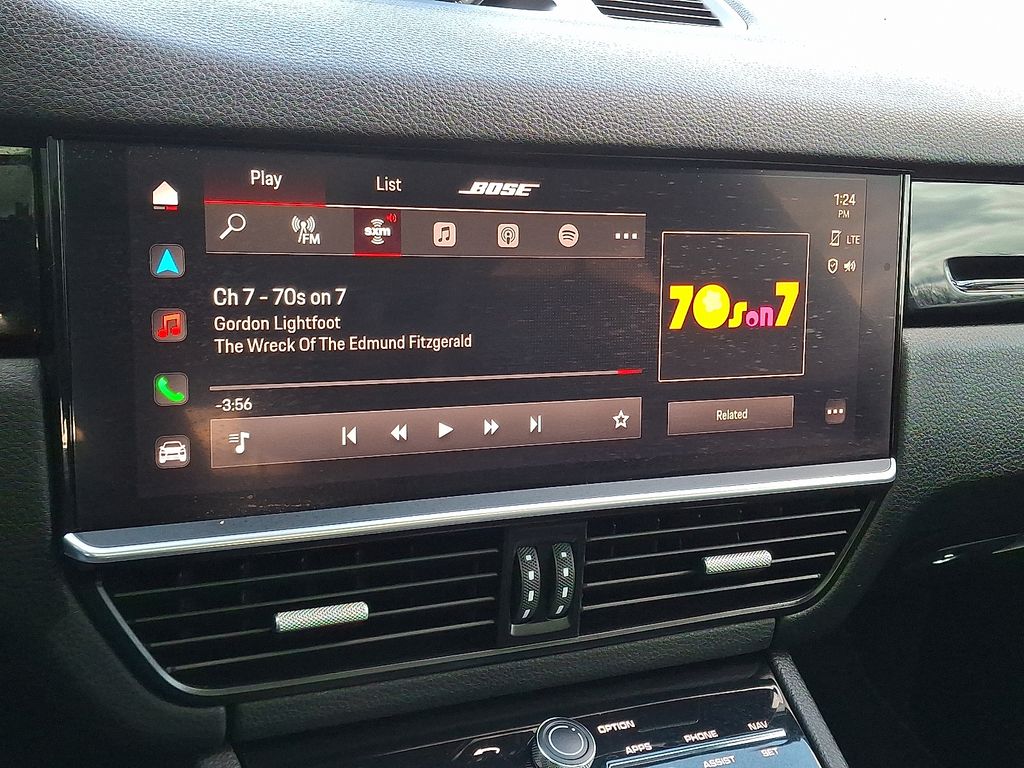 Play
List
BOSE
1:24
PM
FM
sxm
LTE
Ch 7 - 70s on 7
Gordon Lightfoot
The Wreck Of The Edmund Fitzgerald
70s on 7
-3:56
Related
OPTION
APPS
PHONE
NAV
ASSIST
SET